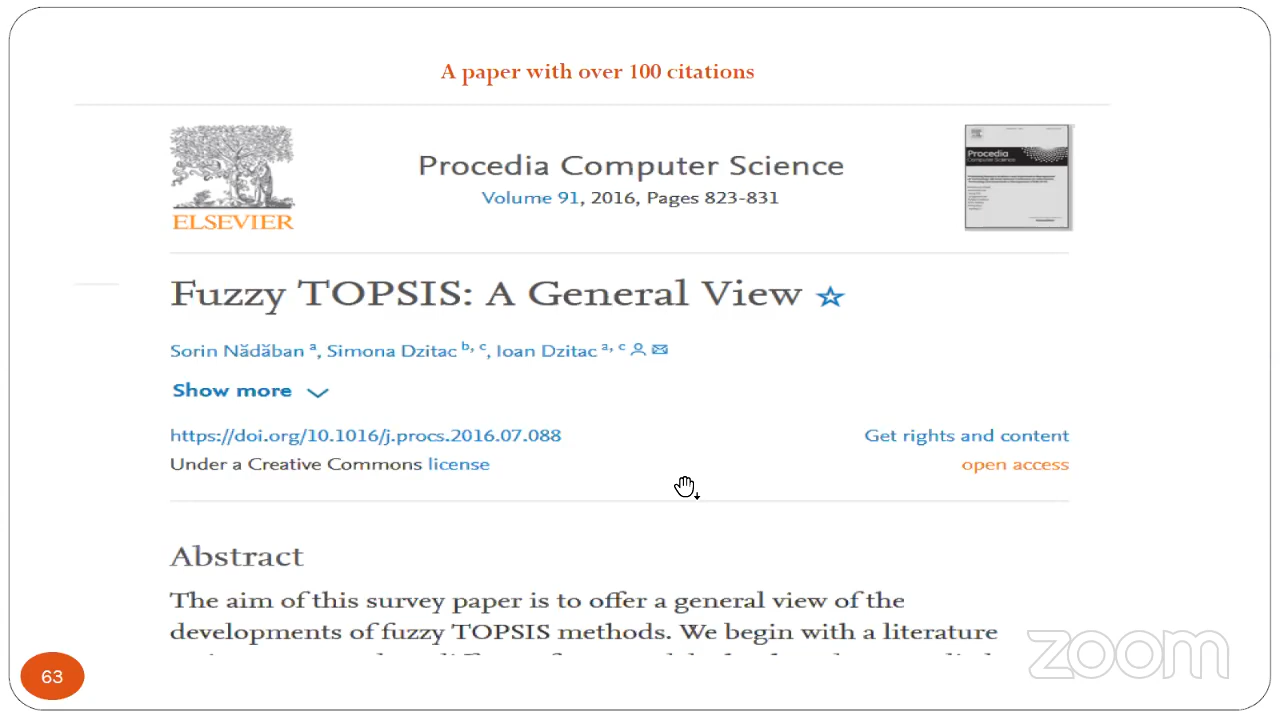 A paper with over 100 citations
ELSEVIER
Procedia Computer Science
Volume 91, 2016, Pages 823-831
Procedia
Computer Science
Fuzzy TOPSIS: A General View
Sorin Nădăban a, Simona Dzitac b, c, Ioan Dzitac a, c
Show more
https://doi.org/10.1016/j.procs.2016.07.088
Get rights and content
Under a Creative Commons license
open access
Abstract
The aim of this survey paper is to offer a general view of the
developments of fuzzy TOPSIS methods. We begin with a literature
63
zoom